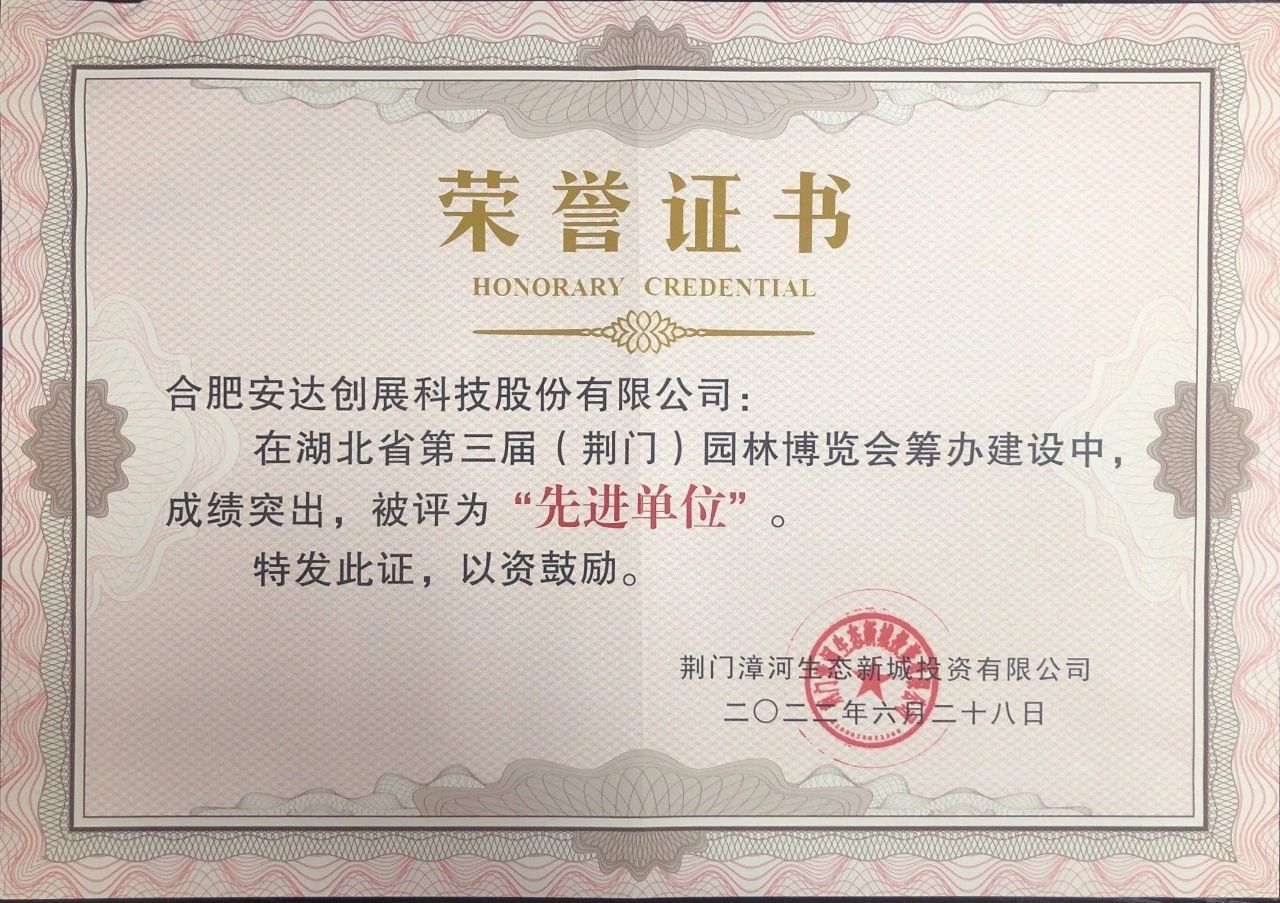 荣誉证书
HONORARY CREDENTIAL
合肥安达创展科技股份有限公司：
在湖北省第三届（荆门）园林博览会筹办建设中，
成绩突出，被评为“先进单位”。
特发此证，以资鼓励。
荆门漳河生态新城投资有限公司
二〇二二年六月二十八日